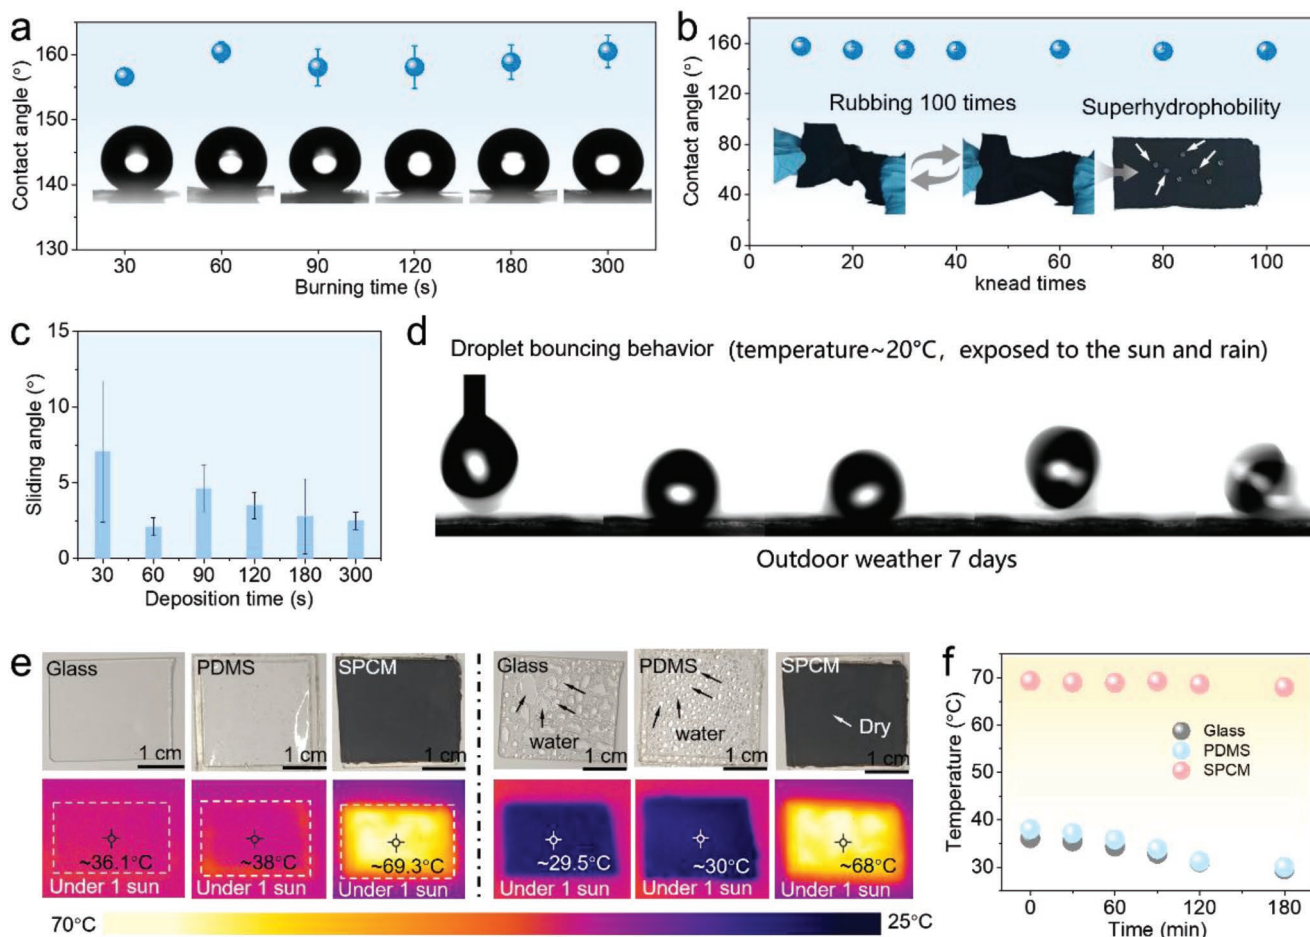 a
Contact angle (°)
160
150
140
130
30 60 90 120 180 300
Burning time (s)
b
Contact angle (°)
160
120
80
40
0
Rubbing 100 times
Superhydrophobility
0 20 40 60 80 100
knead times
c
Sliding angle (°)
15
10
5
0
30 60 90 120 180 300
Deposition time (s)
d
Droplet bouncing behavior (temperature~20°C, exposed to the sun and rain)
Outdoor weather 7 days
e
Glass PDMS SPCM Glass PDMS SPCM
water water Dry
1 cm 1 cm 1 cm 1 cm 1 cm 1 cm
~36.1°C ~38°C ~69.3°C ~29.5°C ~30°C ~68°C
Under 1 sun Under 1 sun Under 1 sun Under 1 sun Under 1 sun Under 1 sun
70°C 25°C
f
Temperature (°C)
70
60
50
40
30
Glass
PDMS
SPCM
0 60 120 180
Time (min)